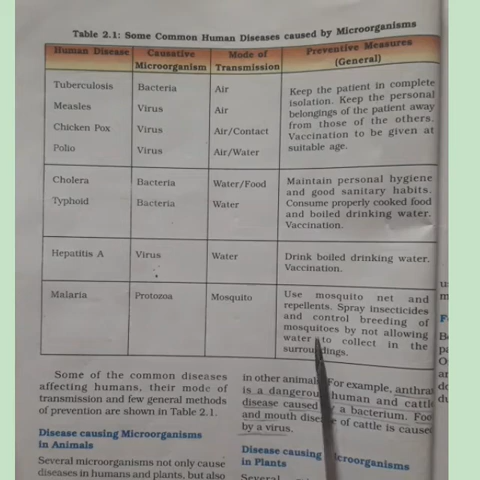 Table 2.1: Some Common Human Diseases caused by Microorganisms
Human Disease Causative Microorganism Mode of Transmission Preventive Measures (General)
Tuberculosis Bacteria Air
Measles Virus Air
Chicken Pox Virus Air/Contact
Polio Virus Air/Water
Keep the patient in complete
isolation. Keep the personal
belongings of the patient away
from those of the others.
Vaccination to be given at
suitable age.
Cholera Bacteria Water/Food
Typhoid Bacteria Water
Maintain personal hygiene
and good sanitary habits.
Consume properly cooked food
and boiled drinking water.
Vaccination.
Hepatitis A Virus Water
Drink boiled drinking water.
Vaccination.
Malaria Protozoa Mosquito
Use mosquito net and
repellents. Spray insecticides
and control breeding of
mosquitoes by not allowing
water to collect in the
surroundings.
Some of the common diseases
affecting humans, their mode of
transmission and few general methods
of prevention are shown in Table 2.1.
Disease causing Microorganisms
in Animals
Several microorganisms not only cause
diseases in humans and plants, but also
in other animals. For example, anthrax
is a dangerous human and cattle
disease caused by a bacterium. Foot
and mouth disease of cattle is caused
by a virus.
Disease causing Microorganisms
in Plants
Several